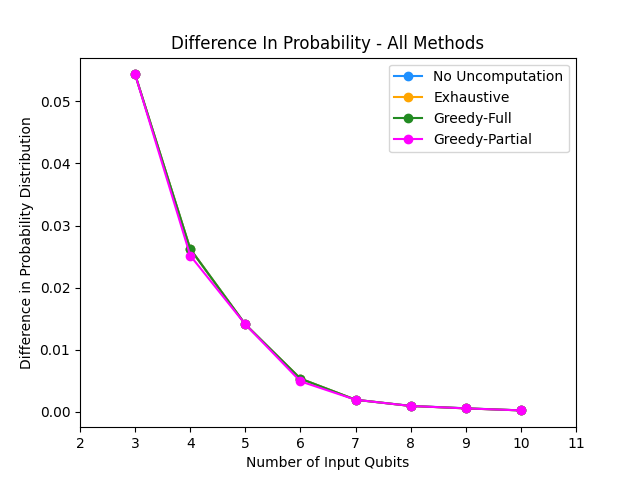 Difference In Probability - All Methods
No Uncomputation
Exhaustive
Greedy-Full
Greedy-Partial
Difference in Probability Distribution
0.05
0.04
0.03
0.02
0.01
0.00
2 3 4 5 6 7 8 9 10 11
Number of Input Qubits